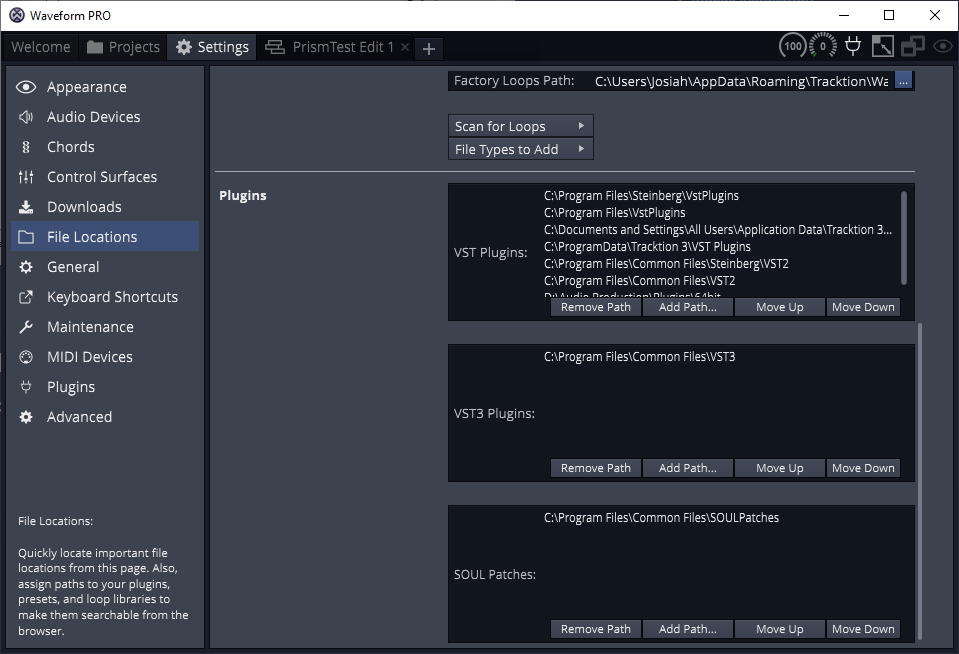 Waveform PRO
Welcome
Projects
Settings
PrismTest Edit 1
100
0
Appearance
Audio Devices
Chords
Control Surfaces
Downloads
File Locations
General
Keyboard Shortcuts
Maintenance
MIDI Devices
Plugins
Advanced
File Locations:
Quickly locate important file
locations from this page. Also,
assign paths to your plugins,
presets, and loop libraries to
make them searchable from the
browser.
Factory Loops Path: C:\Users\Josiah\AppData\Roaming\Tracktion\Wa ...
Scan for Loops
File Types to Add
Plugins
VST Plugins:
C:\Program Files\Steinberg\VstPlugins
C:\Program Files\VstPlugins
C:\Documents and Settings\All Users\Application Data\Tracktion 3...
C:\ProgramData\Tracktion 3\VST Plugins
C:\Program Files\Common Files\Steinberg\VST2
C:\Program Files\Common Files\VST2
D:\Audio Production\Plugins\64bit
Remove Path Add Path... Move Up Move Down
VST3 Plugins:
C:\Program Files\Common Files\VST3
Remove Path Add Path... Move Up Move Down
SOUL Patches:
C:\Program Files\Common Files\SOULPatches
Remove Path Add Path... Move Up Move Down